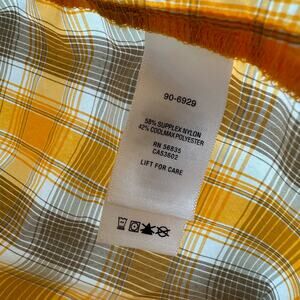 90-6929
58% SUPPLEX NYLON
42% COOLMAX POLYESTER
RN 56835
CA53602
LIFT FOR CARE